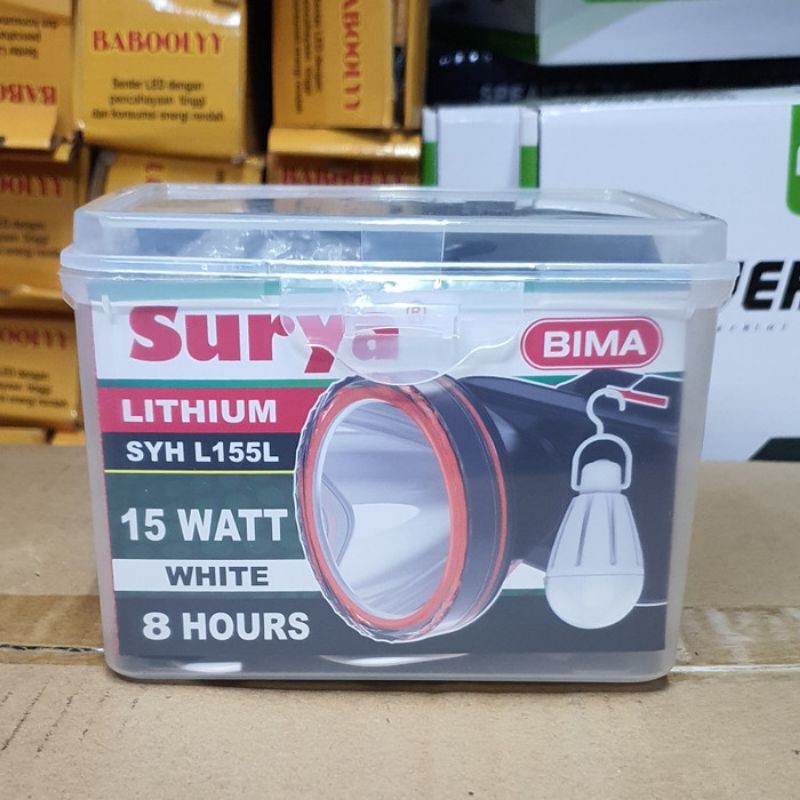 BABOOLYY
Senter LED dengan
pencahayaan tinggi
dan konsumsi energi rendah.
BABOOLYY
SPEA
Surya
BIMA
LITHIUM
SYH L155L
15 WATT
WHITE
8 HOURS